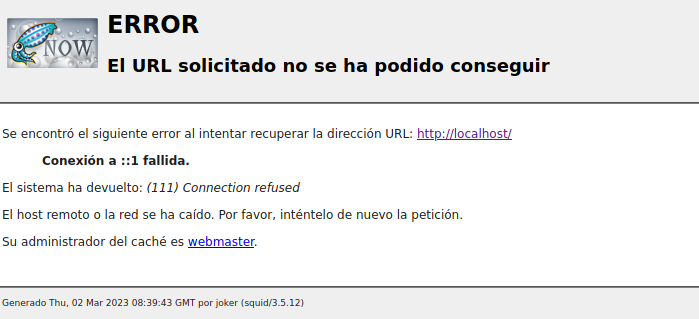 NOW
ERROR
El URL solicitado no se ha podido conseguir
Se encontró el siguiente error al intentar recuperar la dirección URL: http://localhost/
Conexión a ::1 fallida.
El sistema ha devuelto: (111) Connection refused
El host remoto o la red se ha caído. Por favor, inténtelo de nuevo la petición.
Su administrador del caché es webmaster.
Generado Thu, 02 Mar 2023 08:39:43 GMT por joker (squid/3.5.12)